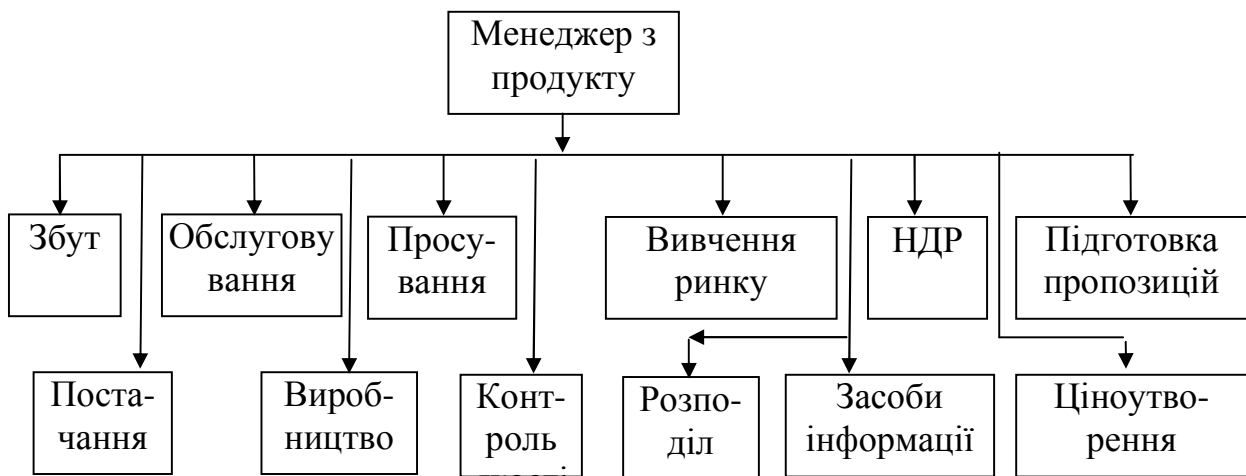 Менеджер з
продукту
Збут
Обслугову
вання
Просу-
вання
Вивчення
ринку
НДР
Підготовка
пропозицій
Поста-
чання
Вироб-
ництво
Конт-
роль
Розпо-
діл
Засоби
інформації
Ціноутво-
рення